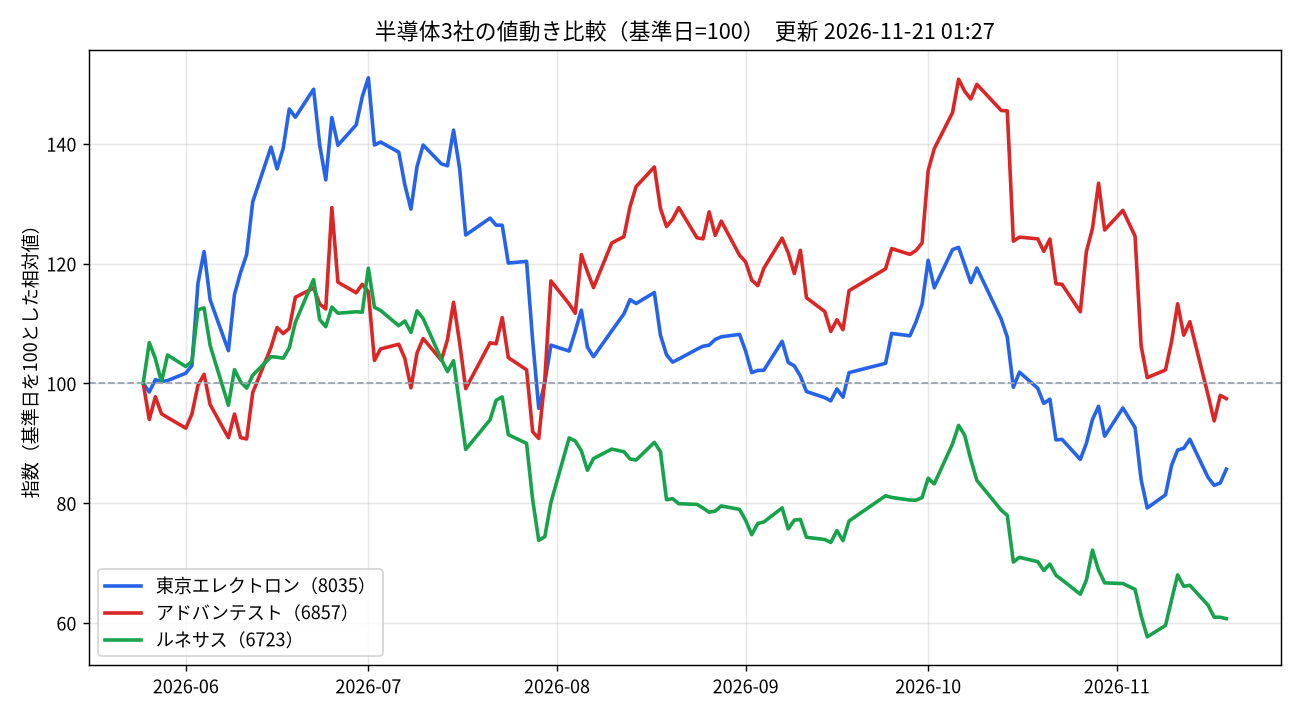 半導体3社の値動き比較（基準日=100）　更新 2026-11-21 01:27
指数（基準日を100とした相対値）
140
120
100
80
60
東京エレクトロン（8035）
アドバンテスト（6857）
ルネサス（6723）
2026-06
2026-07
2026-08
2026-09
2026-10
2026-11